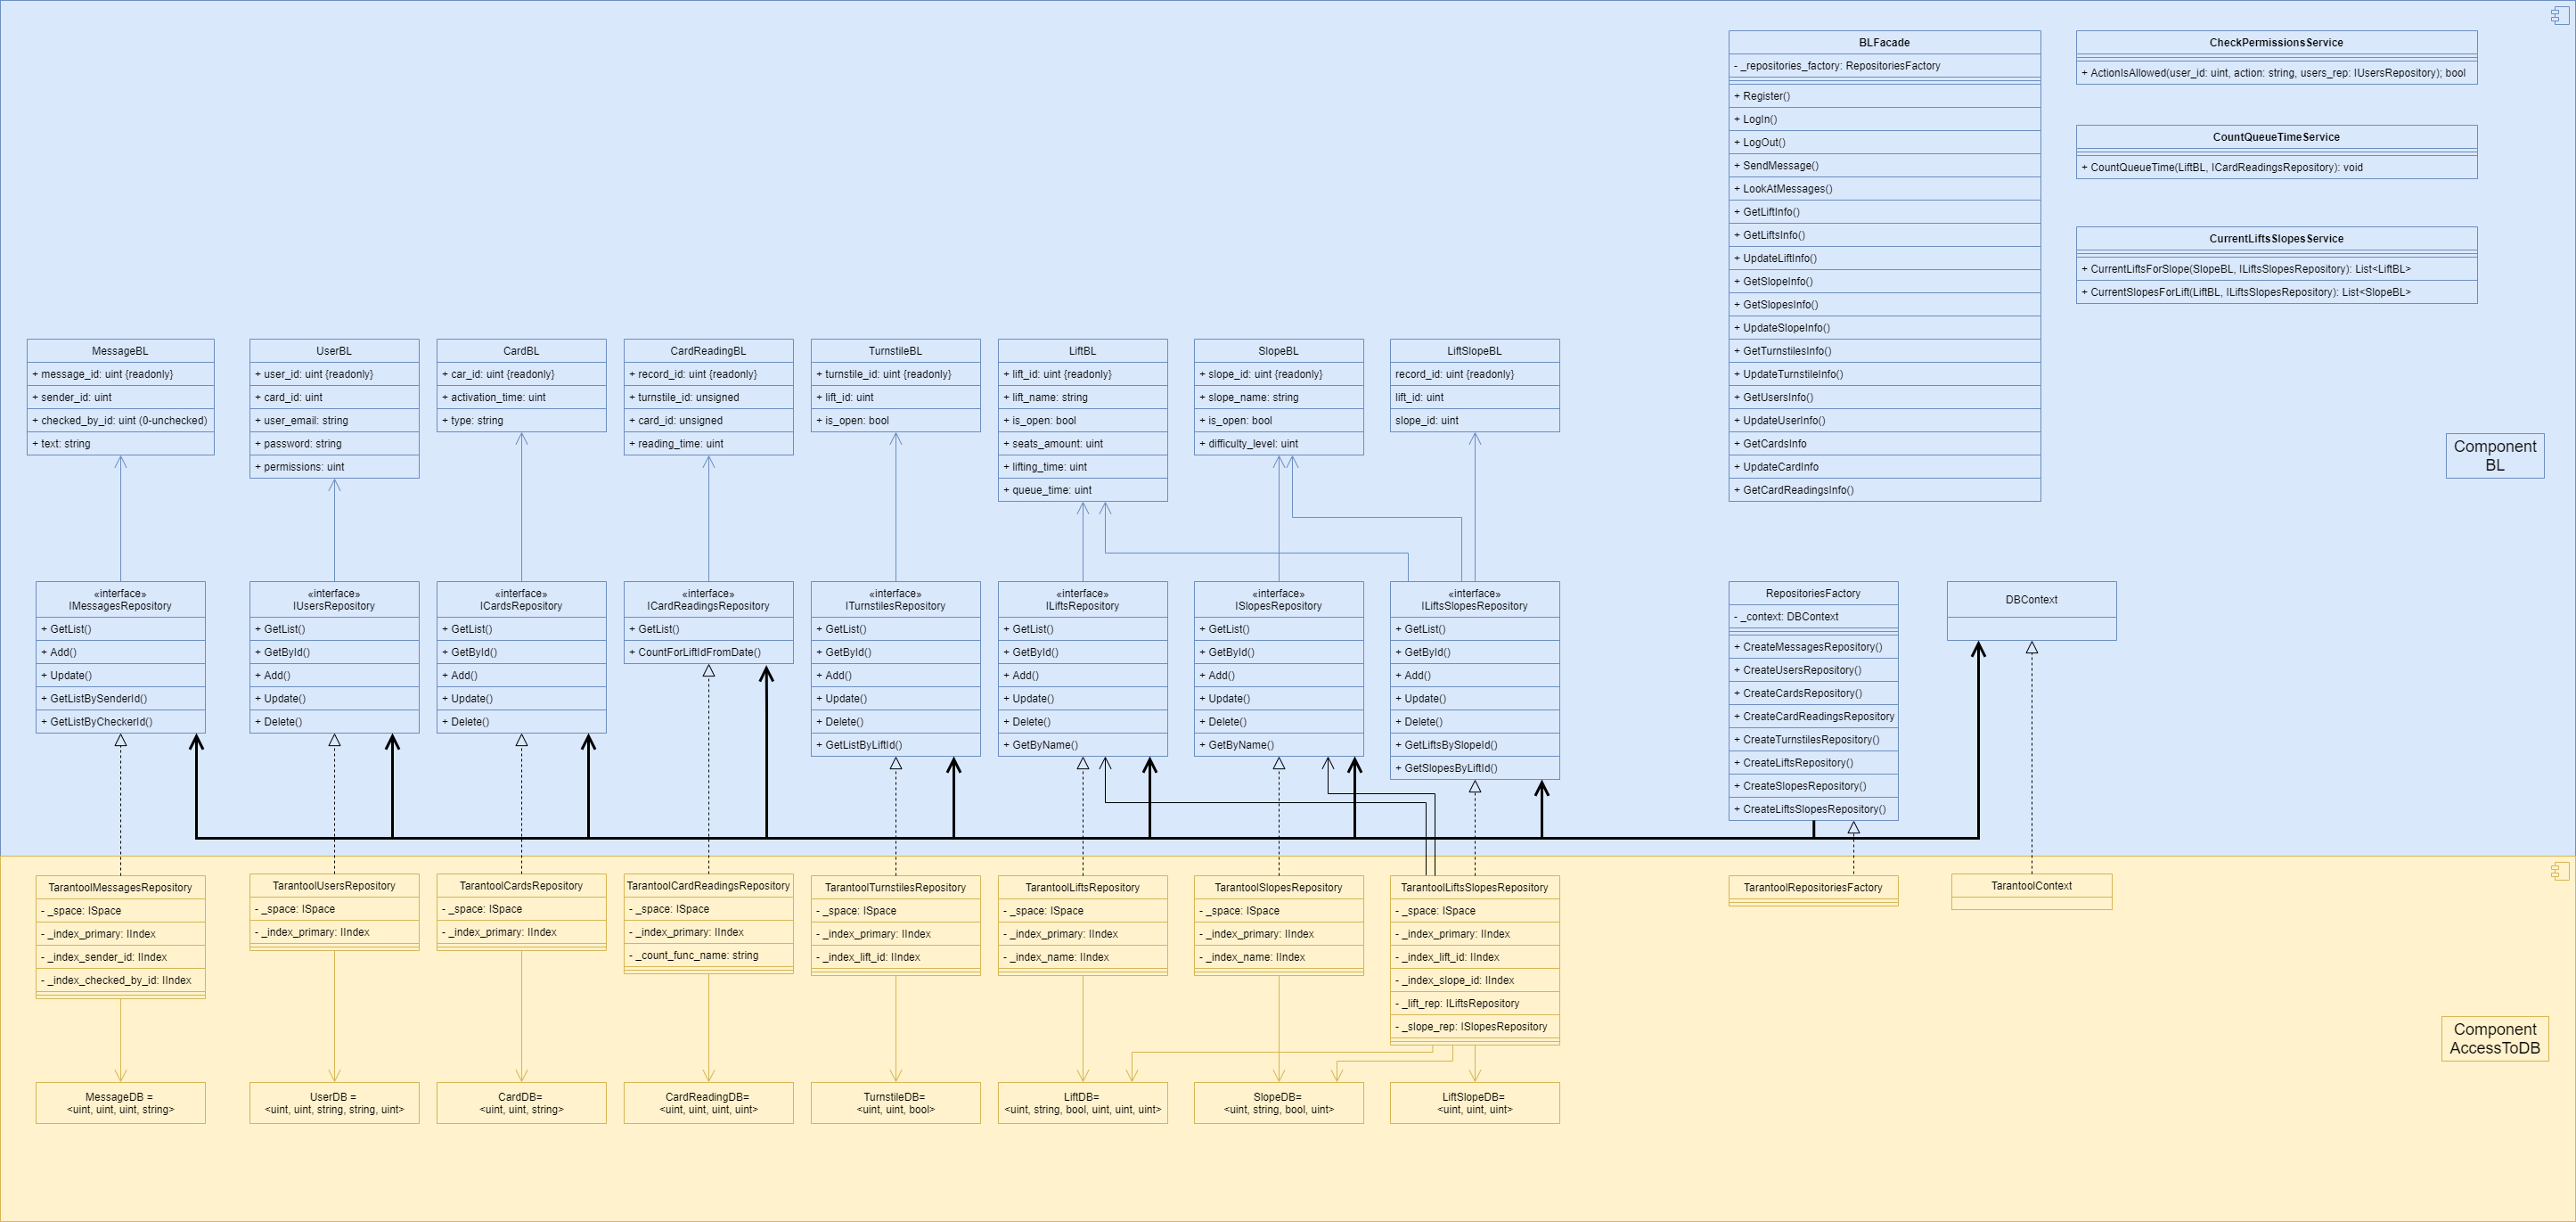 BLFacade
- _repositories_factory: RepositoriesFactory
+ Register()
+ LogIn()
+ LogOut()
+ SendMessage()
+ LookAtMessages()
+ GetLiftInfo()
+ GetLiftsInfo()
+ UpdateLiftInfo()
+ GetSlopeInfo()
+ GetSlopesInfo()
+ UpdateSlopeInfo()
+ GetTurnstilesInfo()
+ UpdateTurnstileInfo()
+ GetUsersInfo()
+ UpdateUserInfo()
+ GetCardsInfo
+ UpdateCardInfo
+ GetCardReadingsInfo()
CheckPermissionsService
+ ActionIsAllowed(user_id: uint, action: string, users_rep: IUsersRepository); bool
CountQueueTimeService
+ CountQueueTime(LiftBL, ICardReadingsRepository): void
CurrentLiftsSlopesService
+ CurrentLiftsForSlope(SlopeBL, ILiftsSlopesRepository): List<LiftBL>
+ CurrentSlopesForLift(LiftBL, ILiftsSlopesRepository): List<SlopeBL>
MessageBL
+ message_id: uint {readonly}
+ sender_id: uint
+ checked_by_id: uint (0-unchecked)
+ text: string
UserBL
+ user_id: uint {readonly}
+ card_id: uint
+ user_email: string
+ password: string
+ permissions: uint
CardBL
+ car_id: uint {readonly}
+ activation_time: uint
+ type: string
CardReadingBL
+ record_id: uint {readonly}
+ turnstile_id: unsigned
+ card_id: unsigned
+ reading_time: uint
TurnstileBL
+ turnstile_id: uint {readonly}
+ lift_id: uint
+ is_open: bool
LiftBL
+ lift_id: uint {readonly}
+ lift_name: string
+ is_open: bool
+ seats_amount: uint
+ lifting_time: uint
+ queue_time: uint
SlopeBL
+ slope_id: uint {readonly}
+ slope_name: string
+ is_open: bool
+ difficulty_level: uint
LiftSlopeBL
record_id: uint {readonly}
lift_id: uint
slope_id: uint
Component
BL
«interface»
IMessagesRepository
+ GetList()
+ Add()
+ Update()
+ GetListBySenderId()
+ GetListByCheckerId()
«interface»
IUsersRepository
+ GetList()
+ GetById()
+ Add()
+ Update()
+ Delete()
«interface»
ICardsRepository
+ GetList()
+ GetById()
+ Add()
+ Update()
+ Delete()
«interface»
ICardReadingsRepository
+ GetList()
+ CountForLiftIdFromDate()
«interface»
ITurnstilesRepository
+ GetList()
+ GetById()
+ Add()
+ Update()
+ Delete()
+ GetListByLiftId()
«interface»
ILiftsRepository
+ GetList()
+ GetById()
+ Add()
+ Update()
+ Delete()
+ GetByName()
«interface»
ISlopesRepository
+ GetList()
+ GetById()
+ Add()
+ Update()
+ Delete()
+ GetByName()
«interface»
ILiftsSlopesRepository
+ GetList()
+ GetById()
+ Add()
+ Update()
+ Delete()
+ GetLiftsBySlopeId()
+ GetSlopesByLiftId()
RepositoriesFactory
- _context: DBContext
+ CreateMessagesRepository()
+ CreateUsersRepository()
+ CreateCardsRepository()
+ CreateCardReadingsRepository
+ CreateTurnstilesRepository()
+ CreateLiftsRepository()
+ CreateSlopesRepository()
+ CreateLiftsSlopesRepository()
DBContext
TarantoolMessagesRepository
- _space: ISpace
- _index_primary: IIndex
- _index_sender_id: IIndex
- _index_checked_by_id: IIndex
TarantoolUsersRepository
- _space: ISpace
- _index_primary: IIndex
TarantoolCardsRepository
- _space: ISpace
- _index_primary: IIndex
TarantoolCardReadingsRepository
- _space: ISpace
- _index_primary: IIndex
- _count_func_name: string
TarantoolTurnstilesRepository
- _space: ISpace
- _index_primary: IIndex
- _index_lift_id: IIndex
TarantoolLiftsRepository
- _space: ISpace
- _index_primary: IIndex
- _index_name: IIndex
TarantoolSlopesRepository
- _space: ISpace
- _index_primary: IIndex
- _index_name: IIndex
TarantoolLiftsSlopesRepository
- _space: ISpace
- _index_primary: IIndex
- _index_lift_id: IIndex
- _index_slope_id: IIndex
- _lift_rep: ILiftsRepository
- _slope_rep: ISlopesRepository
TarantoolRepositoriesFactory
TarantoolContext
Component
AccessToDB
MessageDB =
<uint, uint, uint, string>
UserDB =
<uint, uint, string, string, uint>
CardDB=
<uint, uint, string>
CardReadingDB=
<uint, uint, uint, uint>
TurnstileDB=
<uint, uint, bool>
LiftDB=
<uint, string, bool, uint, uint, uint>
SlopeDB=
<uint, string, bool, uint>
LiftSlopeDB=
<uint, uint, uint>